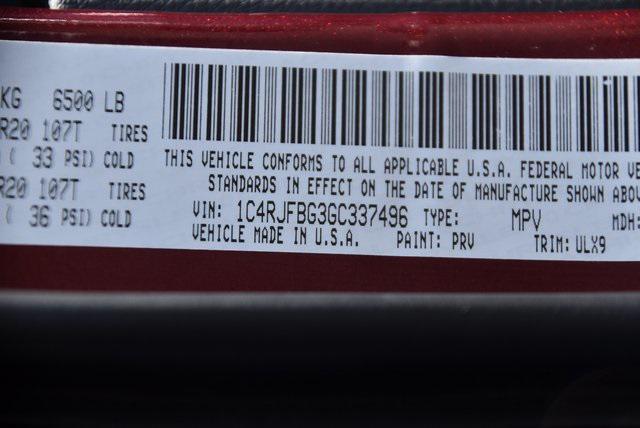 KG 6500 LB
R20 107T TIRES
( 33 PSI) COLD
R20 107T TIRES
( 36 PSI) COLD
THIS VEHICLE CONFORMS TO ALL APPLICABLE U.S.A. FEDERAL MOTOR VE
STANDARDS IN EFFECT ON THE DATE OF MANUFACTURE SHOWN ABO
VIN: 1C4RJFBG3GC337496 TYPE: MPV MDH:
VEHICLE MADE IN U.S.A. PAINT: PRV TRIM: ULX9